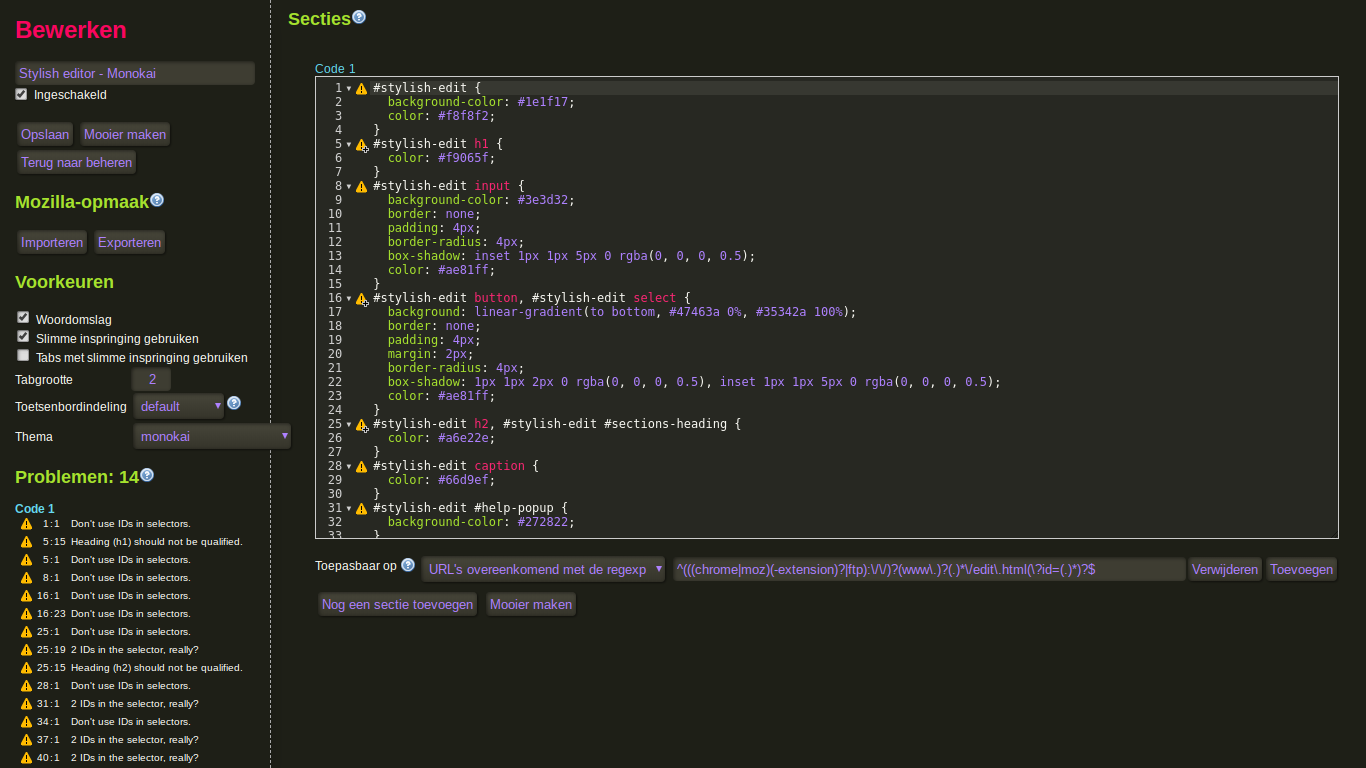 Bewerken
Stylish editor - Monokai
Ingeschakeld
Opslaan Mooier maken
Terug naar beheren
Mozilla-opmaak
Importeren Exporteren
Voorkeuren
Woordomslag
Slimme inspringing gebruiken
Tabs met slimme inspringing gebruiken
Tabgrootte 2
Toetsenbordindeling default
Thema monokai
Problemen: 14
Code 1
1:1 Don't use IDs in selectors.
5:15 Heading (h1) should not be qualified.
5:1 Don't use IDs in selectors.
8:1 Don't use IDs in selectors.
16:1 Don't use IDs in selectors.
16:23 Don't use IDs in selectors.
25:1 Don't use IDs in selectors.
25:19 2 IDs in the selector, really?
25:15 Heading (h2) should not be qualified.
28:1 Don't use IDs in selectors.
31:1 2 IDs in the selector, really?
34:1 Don't use IDs in selectors.
37:1 2 IDs in the selector, really?
40:1 2 IDs in the selector, really?
Secties
Code 1
1 #stylish-edit {
2 background-color: #1e1f17;
3 color: #f8f8f2;
4 }
5 #stylish-edit h1 {
6 color: #f9065f;
7 }
8 #stylish-edit input {
9 background-color: #3e3d32;
10 border: none;
11 padding: 4px;
12 border-radius: 4px;
13 box-shadow: inset 1px 1px 5px 0 rgba(0, 0, 0, 0.5);
14 color: #ae81ff;
15 }
16 #stylish-edit button, #stylish-edit select {
17 background: linear-gradient(to bottom, #47463a 0%, #35342a 100%);
18 border: none;
19 padding: 4px;
20 margin: 2px;
21 border-radius: 4px;
22 box-shadow: 1px 1px 2px 0 rgba(0, 0, 0, 0.5), inset 1px 1px 5px 0 rgba(0, 0, 0, 0.5);
23 color: #ae81ff;
24 }
25 #stylish-edit h2, #stylish-edit #sections-heading {
26 color: #a6e22e;
27 }
28 #stylish-edit caption {
29 color: #66d9ef;
30 }
31 #stylish-edit #help-popup {
32 background-color: #272822;
33 }
Toepasbaar op URL's overeenkomend met de regexp ^(((chrome|moz)(-extension)?|ftp):\/\/)?(www\.)?(.)*\/edit\.html(\?id=(.)*)?$ Verwijderen Toevoegen
Nog een sectie toevoegen Mooier maken